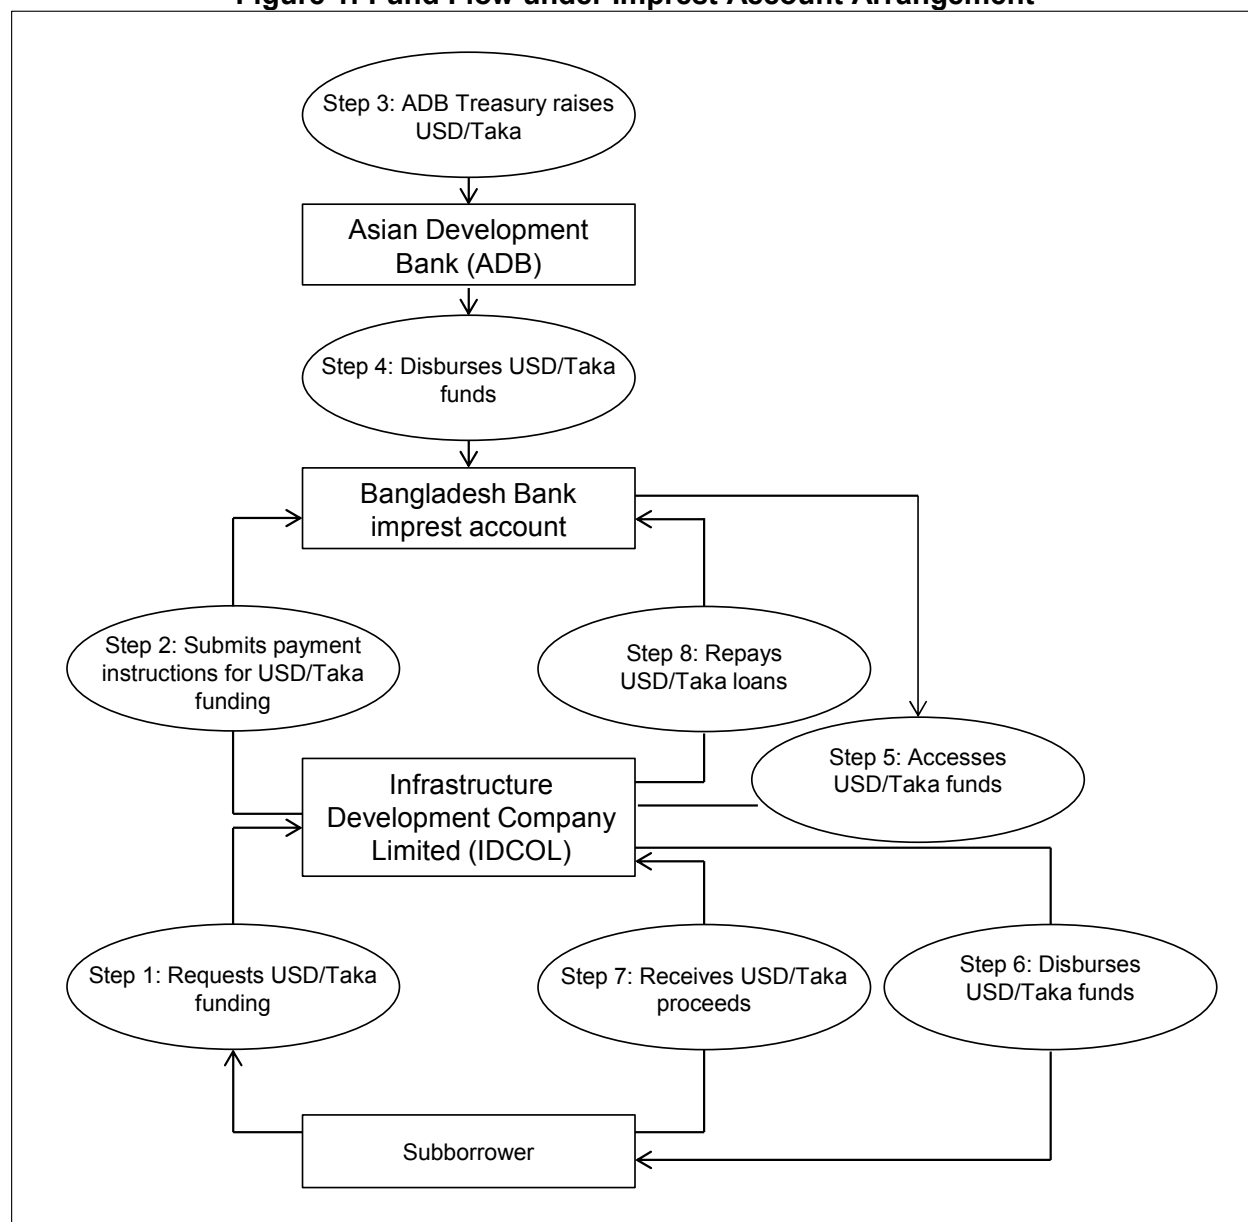 Figure 1: Fund Flow under Imprest Account Arrangement
Step 3: ADB Treasury raises
USD/Taka
Asian Development
Bank (ADB)
Step 4: Disburses USD/Taka
funds
Bangladesh Bank
imprest account
Step 2: Submits payment
instructions for USD/Taka
funding
Step 8: Repays
USD/Taka loans
Step 5: Accesses
USD/Taka funds
Infrastructure
Development Company
Limited (IDCOL)
Step 1: Requests USD/Taka
funding
Step 7: Receives USD/Taka
proceeds
Step 6: Disburses
USD/Taka funds
Subborrower